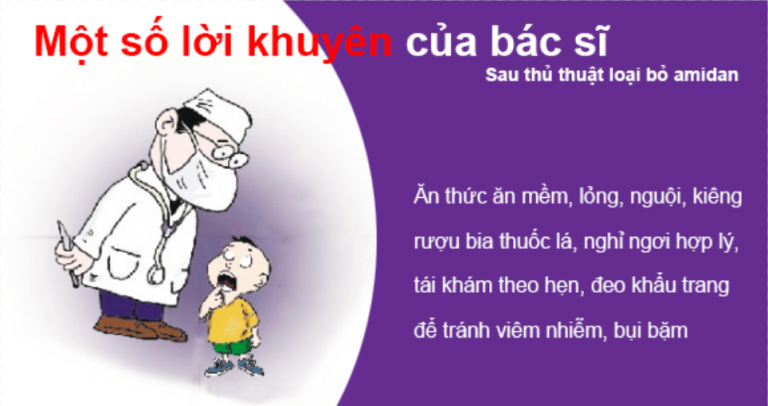 Một số lời khuyên của bác sĩ
Sau thủ thuật loại bỏ amidan
Ăn thức ăn mềm, lỏng, nguội, kiêng
rượu bia thuốc lá, nghỉ ngơi hợp lý,
tái khám theo hẹn, đeo khẩu trang
để tránh viêm nhiễm, bụi bặm